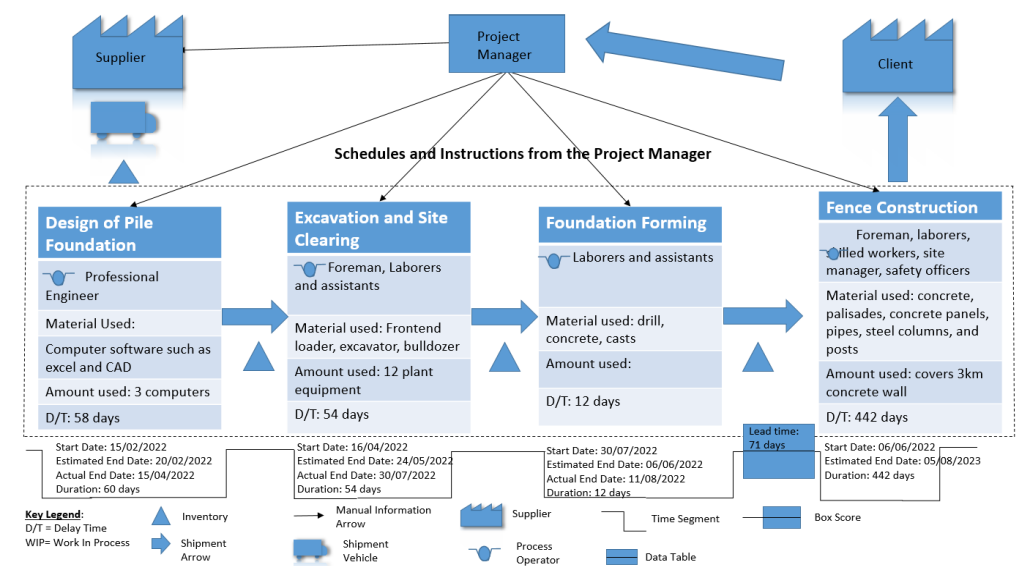 Supplier
Project
Manager
Client
Schedules and Instructions from the Project Manager
Design of Pile
Foundation
Professional
Engineer
Material Used:
Computer software such as
excel and CAD
Amount used: 3 computers
D/T: 58 days
Excavation and Site
Clearing
Foreman, Laborers
and assistants
Material used: Frontend
loader, excavator, bulldozer
Amount used: 12 plant
equipment
D/T: 54 days
Foundation Forming
Laborers and assistants
Material used: drill,
concrete, casts
Amount used:
D/T: 12 days
Fence Construction
Foreman, laborers,
workers, site
manager, safety officers
Material used: concrete,
palisades, concrete panels,
pipes, steel columns, and
posts
Amount used: covers 3km
concrete wall
D/T: 442 days
Start Date: 15/02/2022
Estimated End Date: 20/02/2022
Actual End Date: 15/04/2022
Duration: 60 days
Start Date: 16/04/2022
Estimated End Date: 24/05/2022
Actual End Date: 30/07/2022
Duration: 54 days
Start Date: 30/07/2022
Estimated End Date: 06/06/2022
Actual End Date: 11/08/2022
Duration: 12 days
Lead time:
71 days
Start Date: 06/06/2022
Estimated End Date: 05/08/2023
Duration: 442 days
Key Legend:
D/T = Delay Time
WIP= Work In Process
Inventory
Shipment
Arrow
Manual Information
Arrow
Shipment
Vehicle
Supplier
Process
Operator
Time Segment
Data Table
Box Score